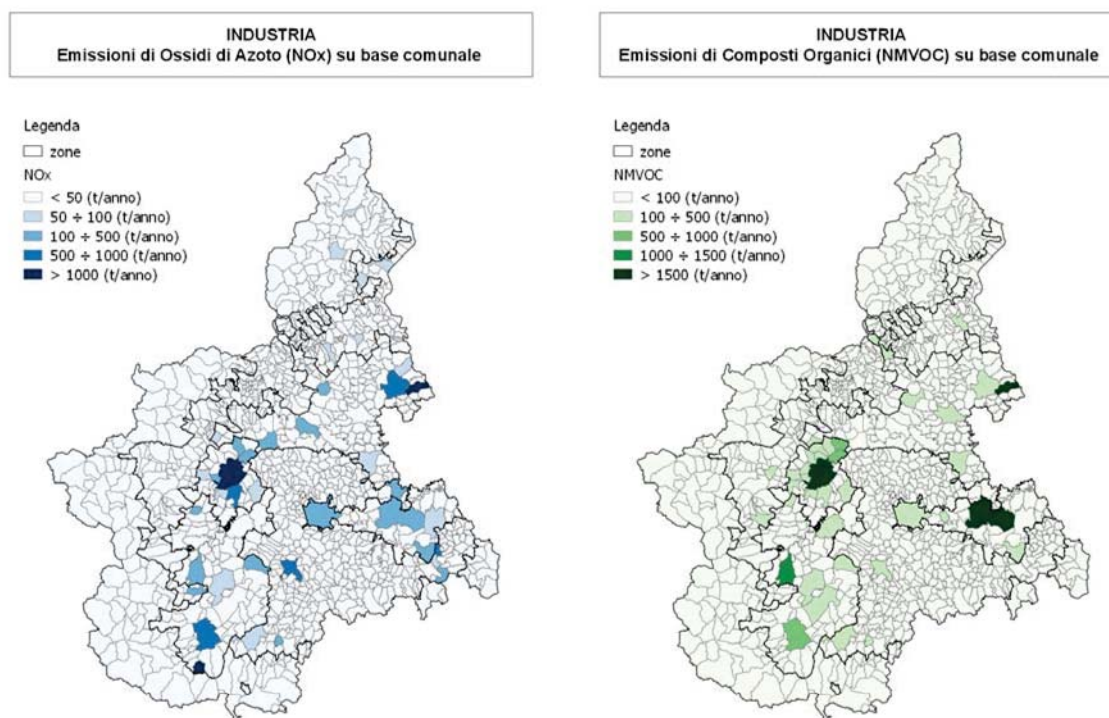 INDUSTRIA
Emissioni di Ossidi di Azoto (NOx) su base comunale
Legenda
zone
NOx
< 50 (t/anno)
50 ÷ 100 (t/anno)
100 ÷ 500 (t/anno)
500 ÷ 1000 (t/anno)
> 1000 (t/anno)
INDUSTRIA
Emissioni di Composti Organici (NMVOC) su base comunale
Legenda
zone
NMVOC
< 100 (t/anno)
100 ÷ 500 (t/anno)
500 ÷ 1000 (t/anno)
1000 ÷ 1500 (t/anno)
> 1500 (t/anno)